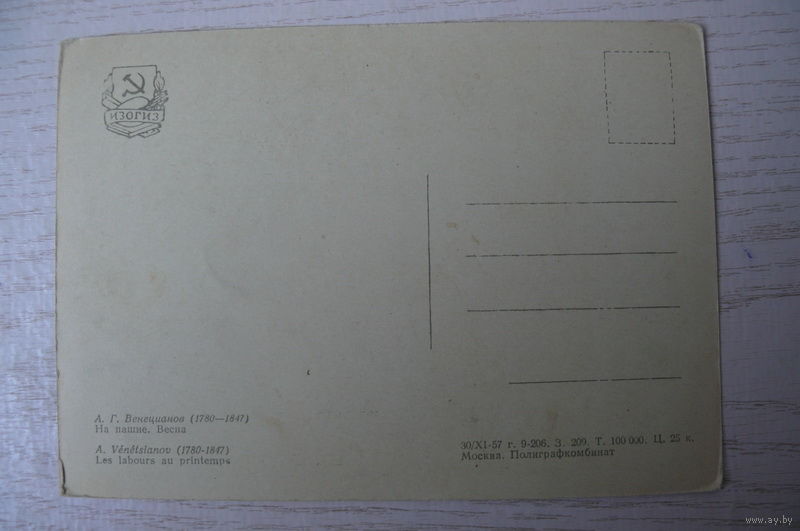 ИЗОГИЗ
А. Г. Венецианов (1780—1847)
На пашне. Весна
A. Vénétsianov (1780-1847)
Les labours au printemps
30/XI-57 г. 9-206. З. 209. Т. 100 000. Ц. 25 к.
Москва. Полиграфкомбинат
www.ay.by